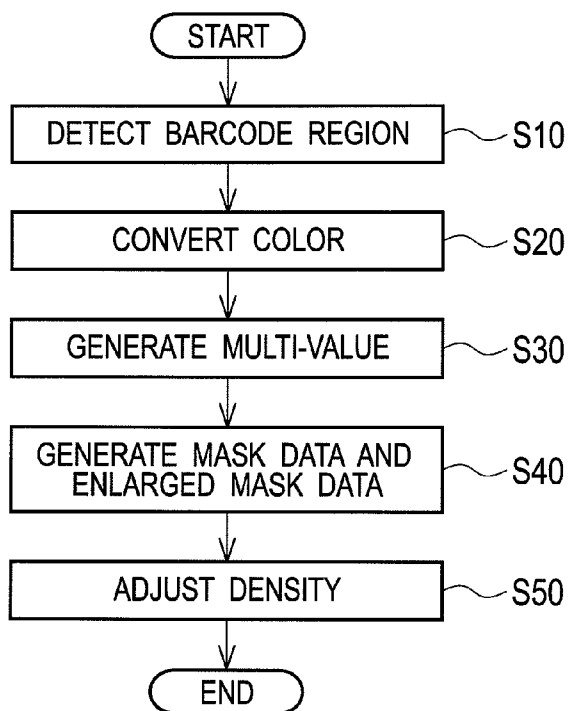 START
DETECT BARCODE REGION
S10
CONVERT COLOR
S20
GENERATE MULTI-VALUE
S30
GENERATE MASK DATA AND
ENLARGED MASK DATA
S40
ADJUST DENSITY
S50
END